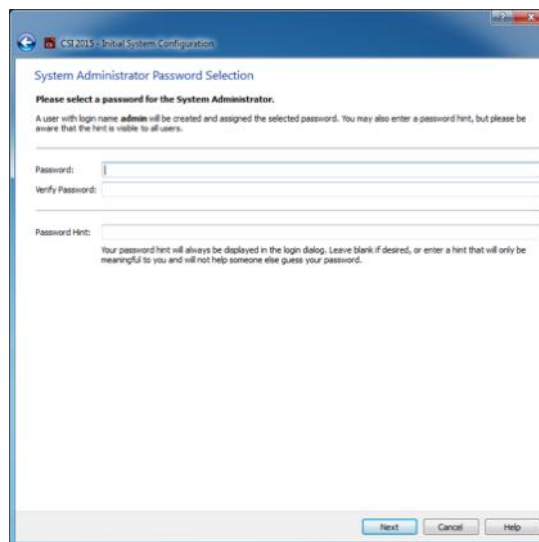 CSI 2015 - Initial System Configuration
System Administrator Password Selection
Please select a password for the System Administrator.
A user with login name admin will be created and assigned the selected password. You may also enter a password hint, but please be
aware that the hint is visible to all users.
Password:
Verify Password:
Password Hint:
Your password hint will always be displayed in the login dialog. Leave blank if desired, or enter a hint that will only be
meaningful to you and will not help someone else guess your password.
Next Cancel Help